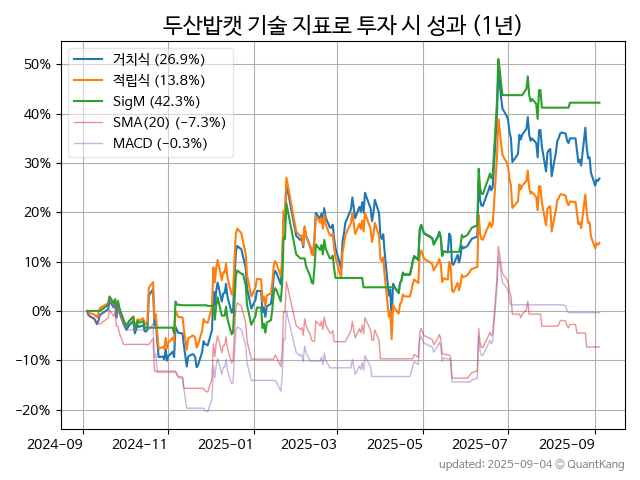 두산밥캣 기술 지표로 투자 시 성과 (1년)
거치식 (26.9%)
적립식 (13.8%)
SigM (42.3%)
SMA(20) (−7.3%)
MACD (−0.3%)
50%
40%
30%
20%
10%
0%
−10%
−20%
2024-09 2024-11 2025-01 2025-03 2025-05 2025-07 2025-09
updated: 2025-09-04 © QuantKang